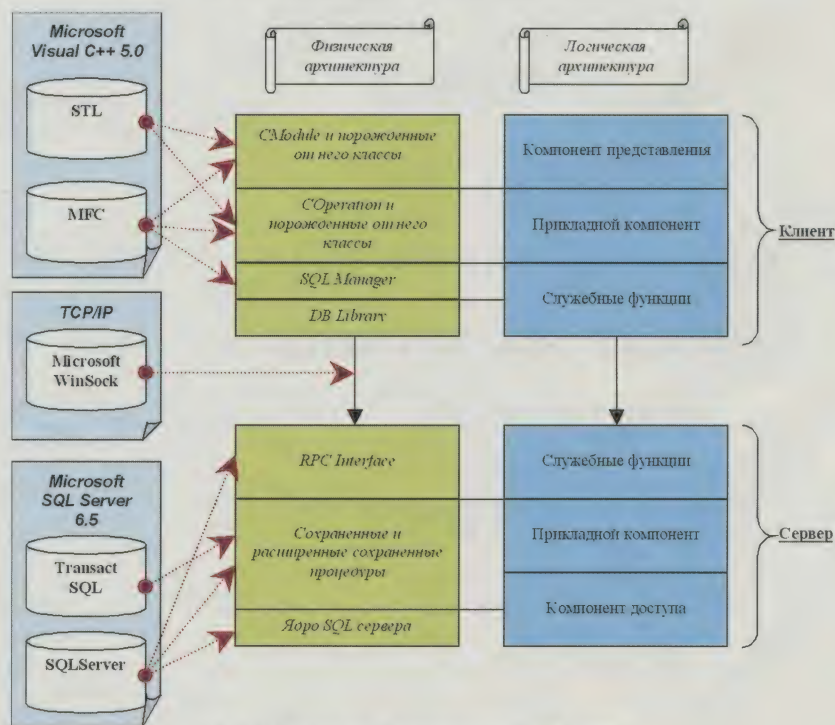 Microsoft
Visual C++ 5.0
STL
MFC
TCP/IP
Microsoft
WinSock
Microsoft
SQL Server
6.5
Transact
SQL
SQLServer
Физическая
архитектура
CModule и порожденные
от него классы
COperation и
порожденные от него
классы
SQL Manager
DB Library
RPC Interface
Сохраненные и
расширенные сохраненные
процедуры
Ядро SQL сервера
Логическая
архитектура
Компонент представления
Прикладной компонент
Служебные функции
Служебные функции
Прикладной компонент
Компонент доступа
Клиент
Сервер